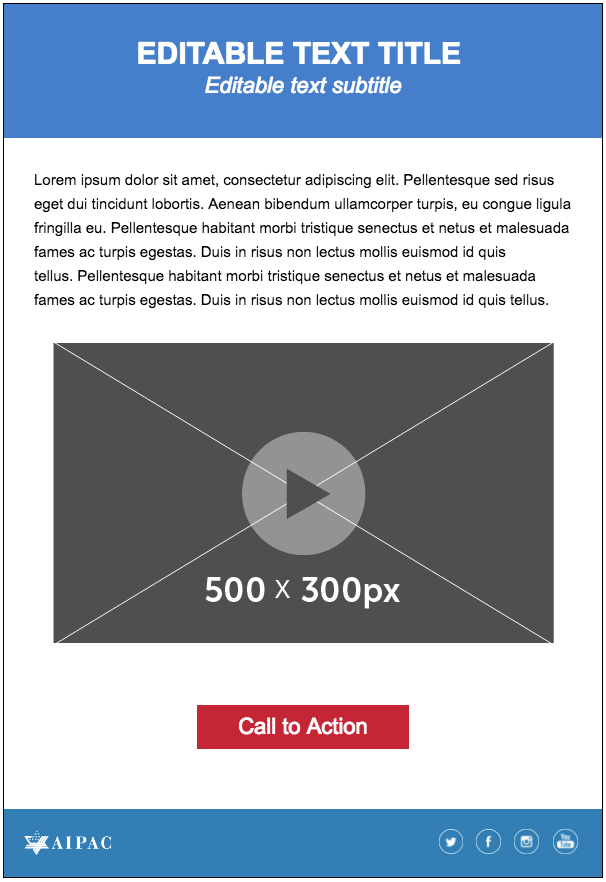 EDITABLE TEXT TITLE
Editable text subtitle
Lorem ipsum dolor sit amet, consectetur adipiscing elit. Pellentesque sed risus
eget dui tincidunt lobortis. Aenean bibendum ullamcorper turpis, eu congue ligula
fringilla eu. Pellentesque habitant morbi tristique senectus et netus et malesuada
fames ac turpis egestas. Duis in risus non lectus mollis euismod id quis
tellus. Pellentesque habitant morbi tristique senectus et netus et malesuada
fames ac turpis egestas. Duis in risus non lectus mollis euismod id quis tellus.
500 X 300px
Call to Action
AIPAC
You
Tube